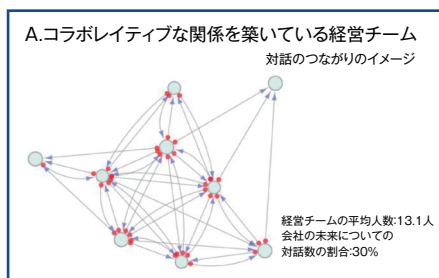 A.コラボレイティブな関係を築いている経営チーム
対話のつながりのイメージ
経営チームの平均人数:13.1人
会社の未来についての
対話数の割合:30%